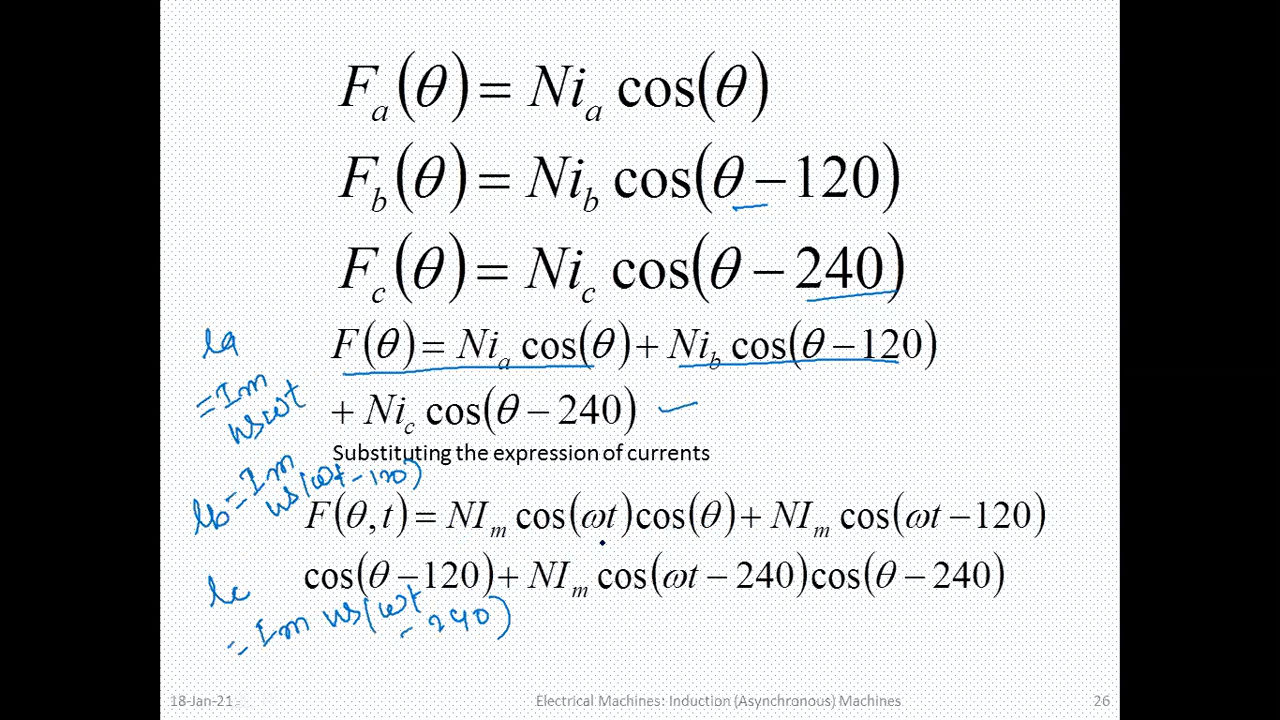 Fa(θ) = Nia cos(θ)
Fb(θ) = Nib cos(θ − 120)
Fc(θ) = Nic cos(θ − 240)
F(θ) = Nia cos(θ) + Nib cos(θ − 120)
+ Nic cos(θ − 240)
ia
= Im
cos ωt
Substituting the expression of currents
ib = Im
cos(ωt − 120)
F(θ, t) = NIm cos(ωt)cos(θ) + NIm cos(ωt − 120)
cos(θ − 120) + NIm cos(ωt − 240)cos(θ − 240)
ic
= Im cos(ωt
− 240)
18-Jan-21
Electrical Machines: Induction (Asynchronous) Machines
26